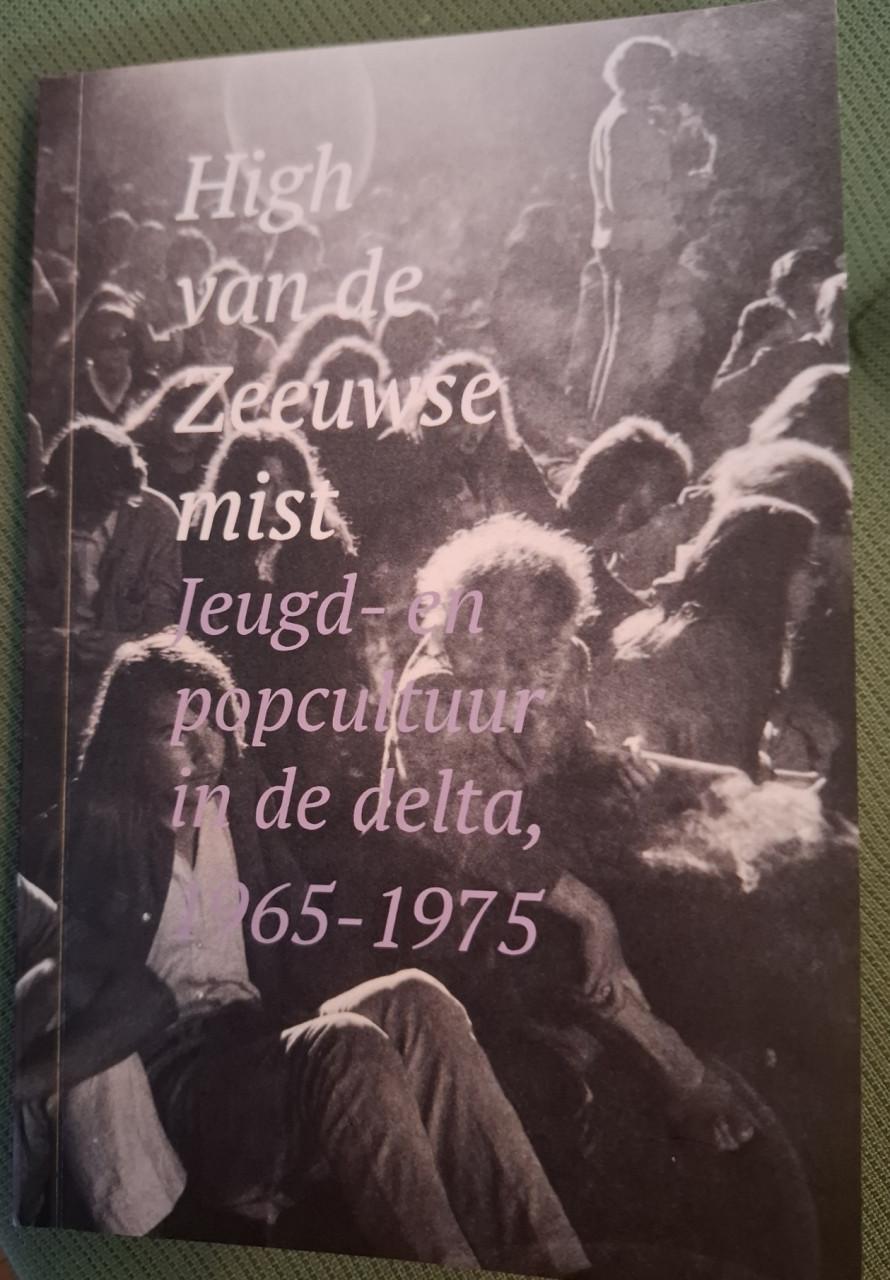 High
van de
Zeeuwse
mist
Jeugd- en
popcultuur
in de delta,
1965-1975